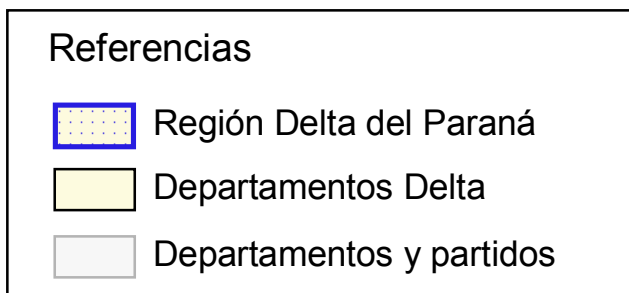 Referencias
Región Delta del Paraná
Departamentos Delta
Departamentos y partidos